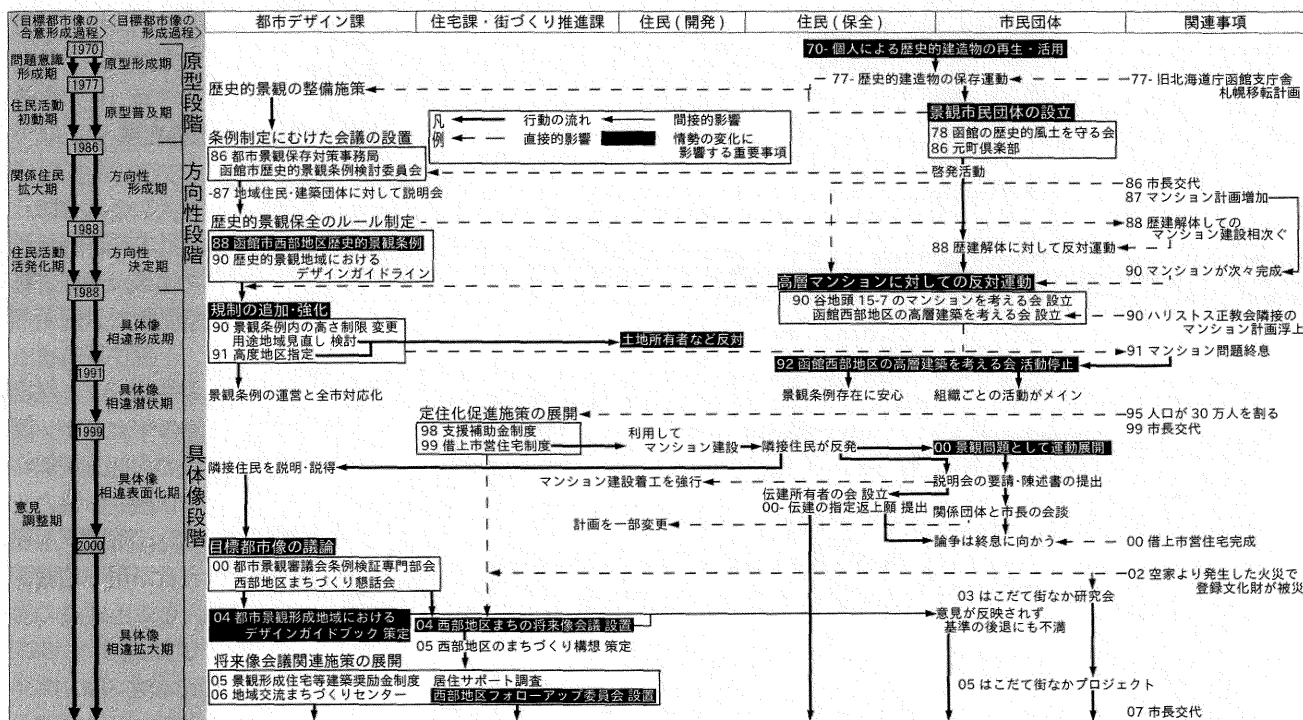 <目標都市像の
合意形成過程>
<目標都市像の
形成過程>
都市デザイン課
住宅課・街づくり推進課
住民(開発)
住民(保全)
市民団体
関連事項
1970
問題意識
形成期
原型形成期
1977
住民活動
初動期
原型普及期
1986
関係住民
拡大期
方向性
形成期
1988
住民活動
活発化期
方向性
決定期
1988
具体像
相違形成期
1991
具体像
相違潜伏期
1999
具体像
相違表面化期
意見
調整期
2000
具体像
相違拡大期
原型段階
方向性段階
具体像段階
70- 個人による歴史的建造物の再生・活用
歴史的景観の整備施策
77- 歴史的建造物の保存運動
77- 旧北海道庁函館支庁舎
札幌移転計画
凡例
行動の流れ
間接的影響
直接的影響
情勢の変化に
影響する重要事項
景観市民団体の設立
78 函館の歴史的風土を守る会
86 元町倶楽部
条例制定にむけた会議の設置
86 都市景観保存対策事務局
函館市歴史的景観条例検討委員会
啓発活動
-87 地域住民・建築団体に対して説明会
86 市長交代
87 マンション計画増加
歴史的景観保全のルール制定
88 歴建解体しての
マンション建設相次ぐ
88 函館市西部地区歴史的景観条例
90 歴史的景観地域における
デザインガイドライン
88 歴建解体に対して反対運動
90 マンションが次々完成
高層マンションに対しての反対運動
90 谷地頭 15-7 のマンションを考える会 設立
函館西部地区の高層建築を考える会 設立
90 ハリストス正教会隣接の
マンション計画浮上
規制の追加・強化
90 景観条例内の高さ制限 変更
用途地域見直し 検討
91 高度地区指定
土地所有者など反対
91 マンション問題終息
92 函館西部地区の高層建築を考える会 活動停止
景観条例の運営と全市対応化
景観条例存在に安心
組織ごとの活動がメイン
定住化促進施策の展開
95 人口が 30 万人を割る
99 市長交代
98 支援補助金制度
99 借上市営住宅制度
利用して
マンション建設
隣接住民が反発
00 景観問題として運動展開
隣接住民を説明・説得
マンション建設着工を強行
説明会の要請・陳述書の提出
伝建所有者の会 設立
00- 伝建の指定返上願 提出
関係団体と市長の会談
計画を一部変更
論争は終息に向かう
00 借上市営住宅完成
目標都市像の議論
00 都市景観審議会条例検証専門部会
西部地区まちづくり懇話会
02 空家より発生した火災で
登録文化財が被災
03 はこだて街なか研究会
04 都市景観形成地域における
デザインガイドブック 策定
04 西部地区まちの将来像会議 設置
意見が反映されず
基準の後退にも不満
05 西部地区のまちづくり構想 策定
将来像会議関連施策の展開
05 景観形成住宅等建築奨励金制度
06 地域交流まちづくりセンター
居住サポート調査
西部地区フォローアップ委員会 設置
05 はこだて街なかプロジェクト
07 市長交代